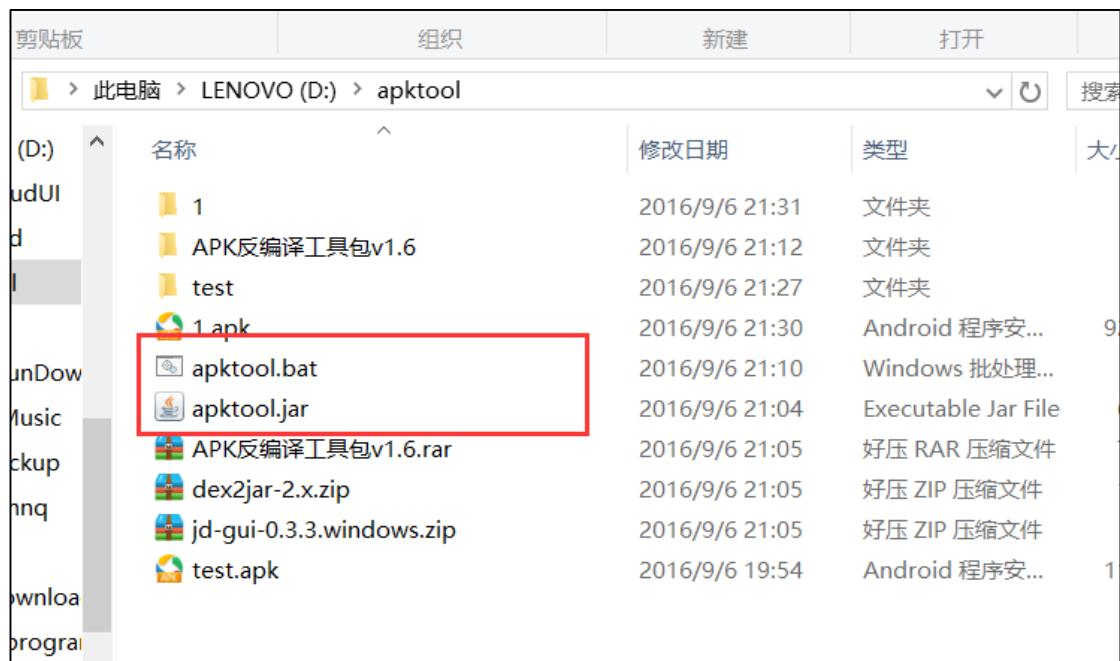 剪贴板 组织 新建 打开
此电脑 > LENOVO (D:) > apktool 搜索
(D:) 名称 修改日期 类型
udUI
1 2016/9/6 21:31 文件夹
d
APK反编译工具包v1.6 2016/9/6 21:12 文件夹
l
test 2016/9/6 21:27 文件夹
1.apk 2016/9/6 21:30 Android 程序安...
apktool.bat 2016/9/6 21:10 Windows 批处理...
unDow
apktool.jar 2016/9/6 21:04 Executable Jar File
Music
APK反编译工具包v1.6.rar 2016/9/6 21:05 好压 RAR 压缩文件
ckup
dex2jar-2.x.zip 2016/9/6 21:05 好压 ZIP 压缩文件
nnq
jd-gui-0.3.3.windows.zip 2016/9/6 21:05 好压 ZIP 压缩文件
test.apk 2016/9/6 19:54 Android 程序安...
ownloa
progra